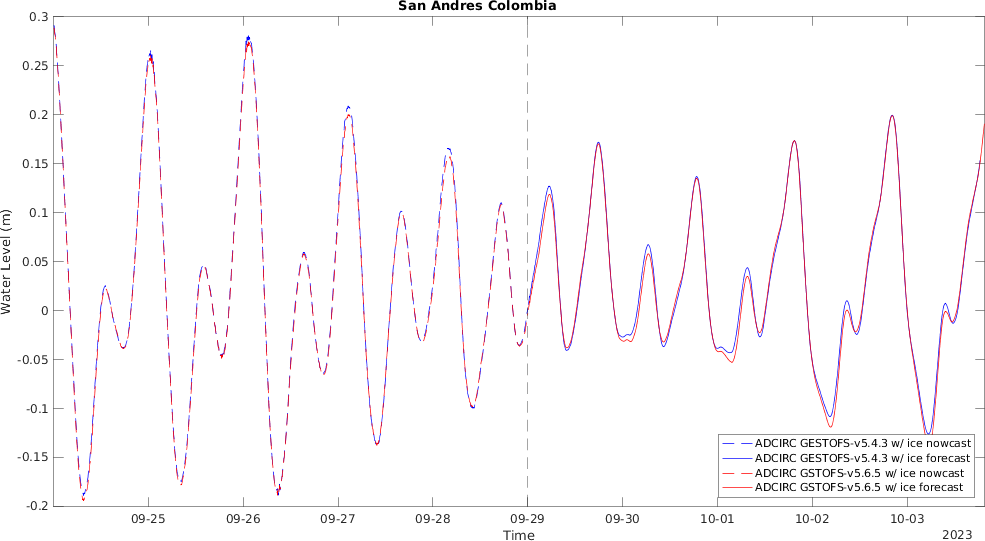 San Andres Colombia
0.3
0.25
0.2
0.15
0.1
0.05
0
-0.05
-0.1
-0.15
-0.2
Water Level (m)
ADCIRC GESTOFS-v5.4.3 w/ ice nowcast
ADCIRC GESTOFS-v5.4.3 w/ ice forecast
ADCIRC GSTOFS-v5.6.5 w/ ice nowcast
ADCIRC GSTOFS-v5.6.5 w/ ice forecast
09-25 09-26 09-27 09-28 09-29 09-30 10-01 10-02 10-03
Time
2023